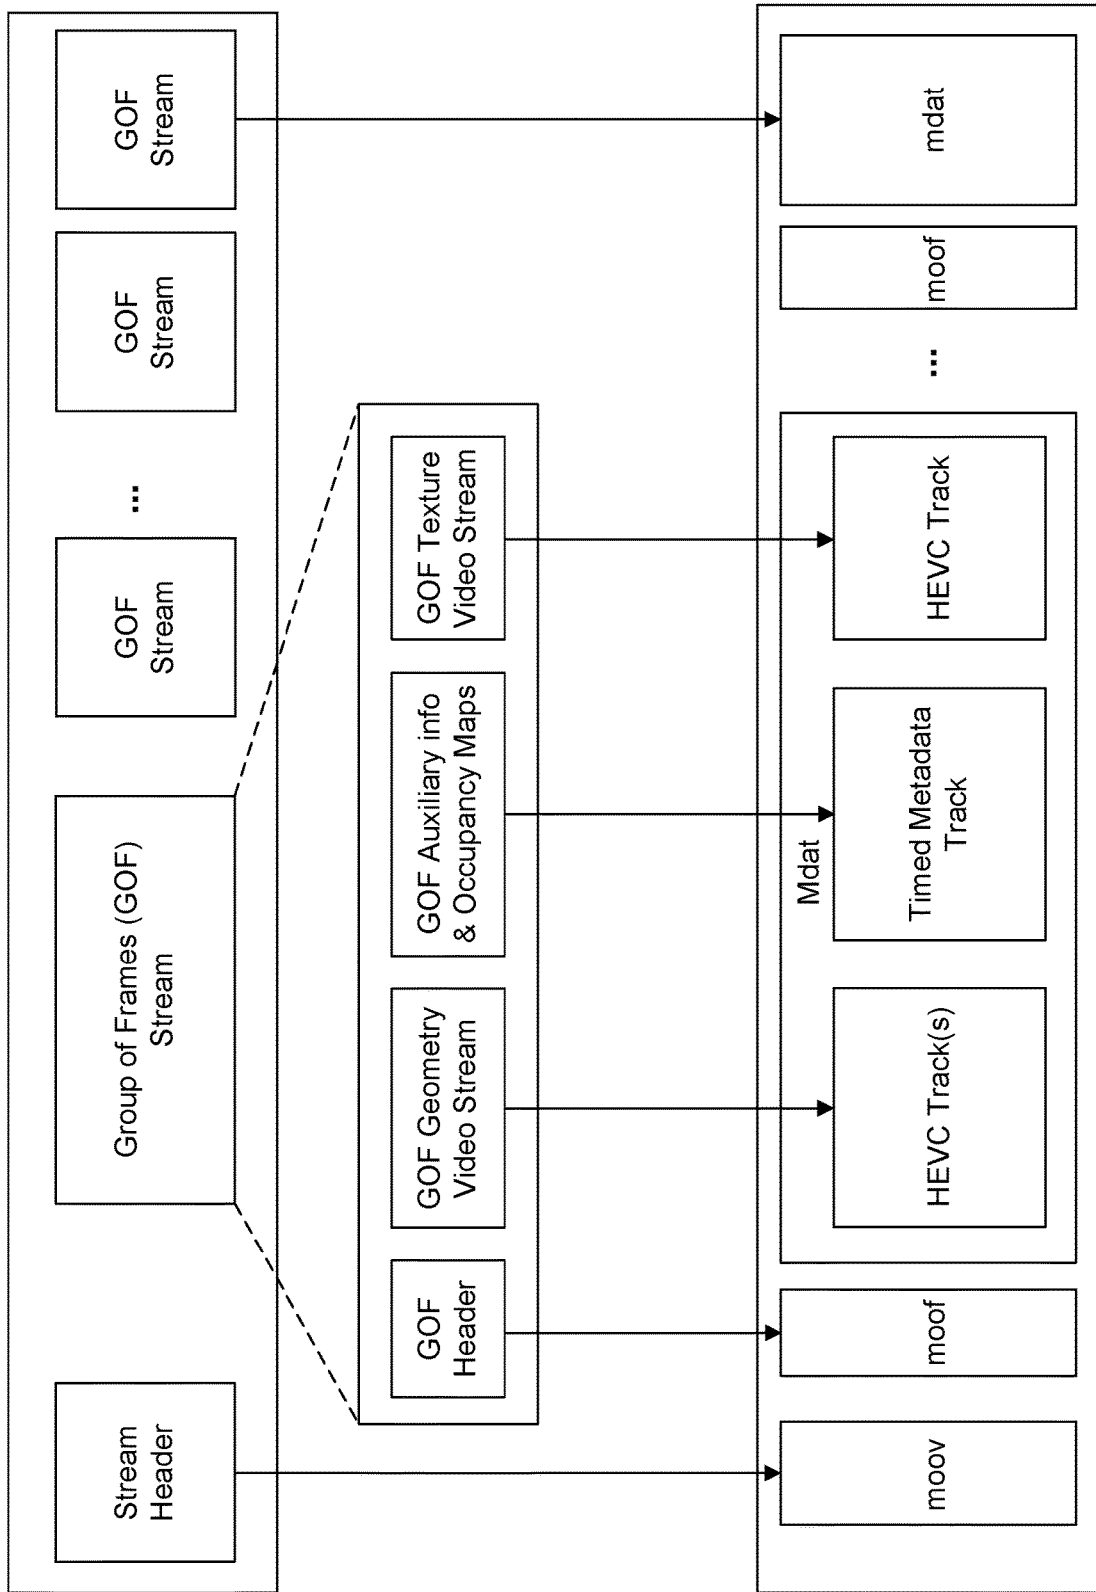 Stream
Header
Group of Frames (GOF)
Stream
GOF
Stream
...
GOF
Stream
GOF
Stream
GOF
Header
GOF Geometry
Video Stream
GOF Auxiliary info
& Occupancy Maps
GOF Texture
Video Stream
moov
moof
Mdat
HEVC Track(s)
Timed Metadata
Track
HEVC Track
...
moof
mdat